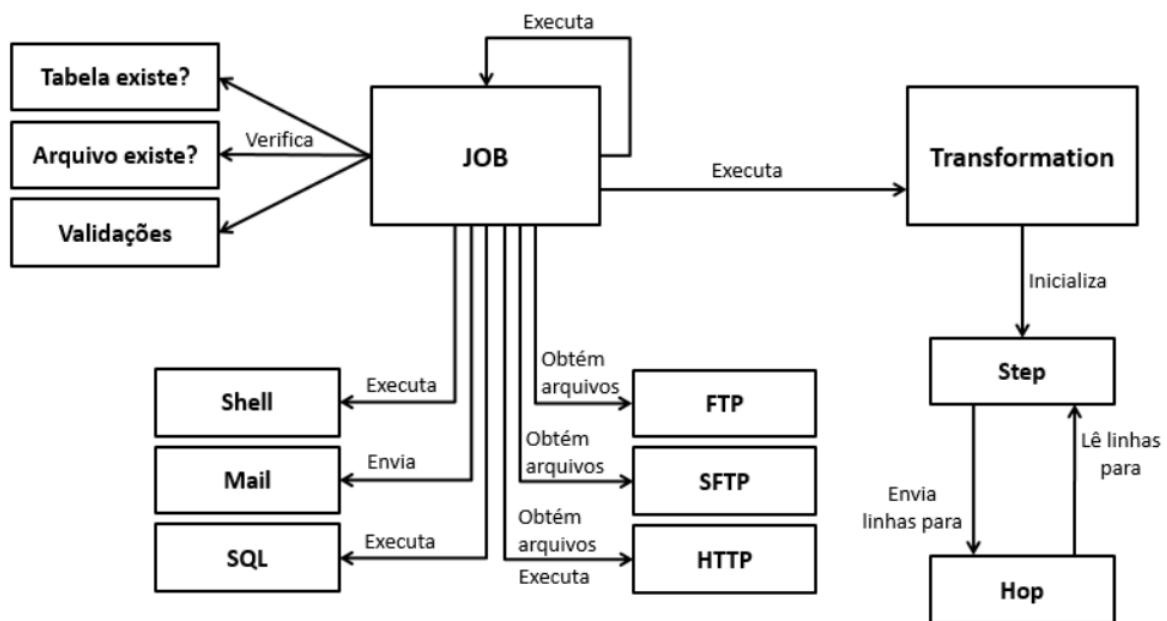 Executa
Tabela existe?
Arquivo existe?
Verifica
Validações
JOB
Executa
Transformation
Inicializa
Shell
Executa
Mail
Envia
SQL
Executa
Obtém
arquivos
FTP
Obtém
arquivos
SFTP
Obtém
arquivos
Executa
HTTP
Step
Envia
linhas para
Lê linhas
para
Hop